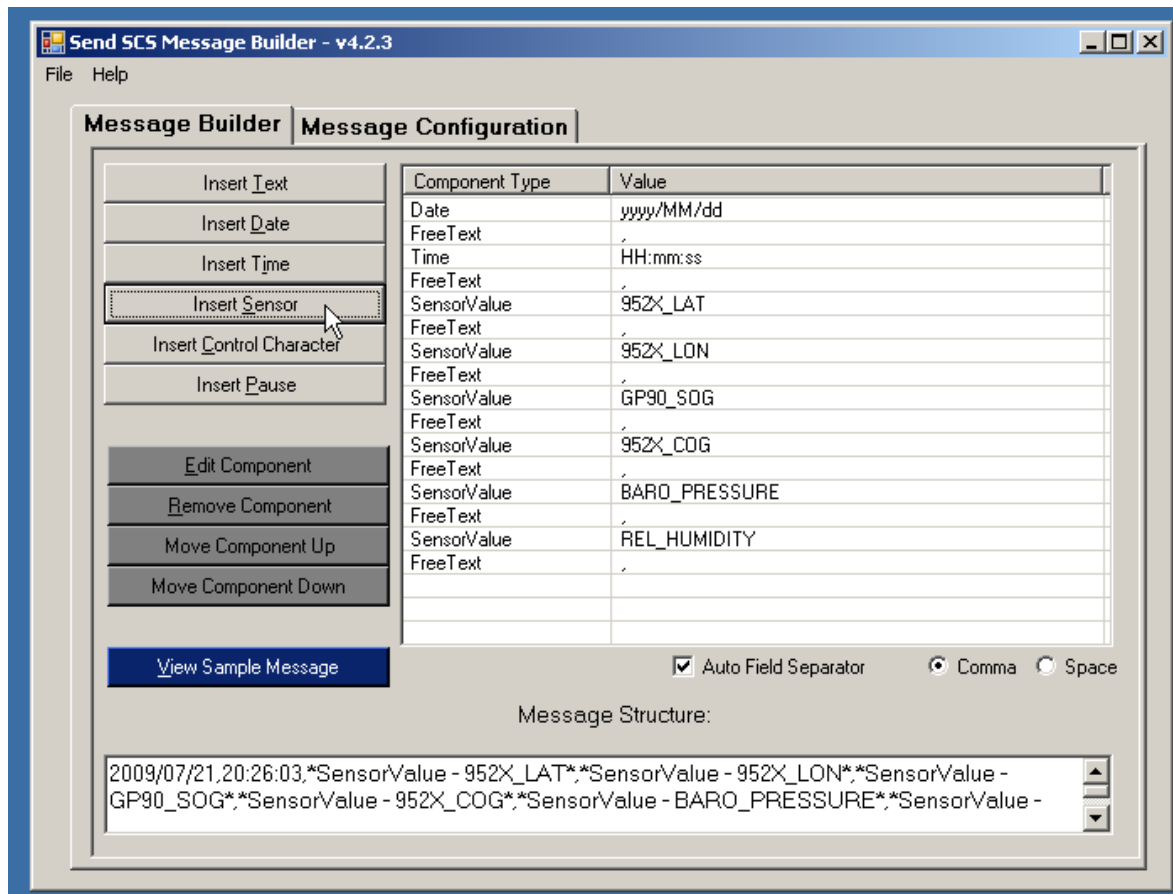 Send SCS Message Builder - v4.2.3
File Help
Message Builder Message Configuration
Insert Text
Insert Date
Insert Time
Insert Sensor
Insert Control Character
Insert Pause
Edit Component
Remove Component
Move Component Up
Move Component Down
View Sample Message
Component Type Value
Date yyyy/MM/dd
FreeText ,
Time HH:mm:ss
FreeText ,
SensorValue 952X_LAT
FreeText ,
SensorValue 952X_LON
FreeText ,
SensorValue GP90_SOG
FreeText ,
SensorValue 952X_COG
FreeText ,
SensorValue BARO_PRESSURE
FreeText ,
SensorValue REL_HUMIDITY
FreeText ,
Auto Field Separator Comma Space
Message Structure:
2009/07/21,20:26:03,*SensorValue - 952X_LAT*,*SensorValue - 952X_LON*,*SensorValue -
GP90_SOG*,*SensorValue - 952X_COG*,*SensorValue - BARO_PRESSURE*,*SensorValue -